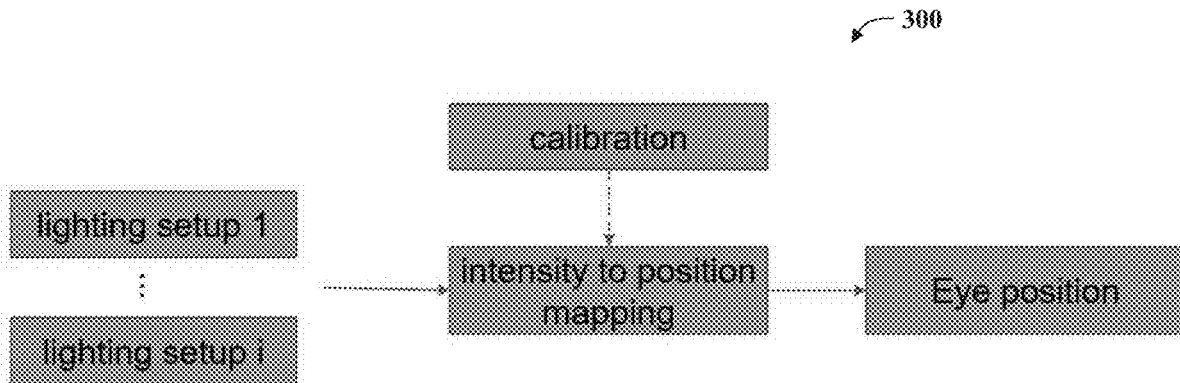 300
calibration
lighting setup 1
⋮
lighting setup i
intensity to position
mapping
Eye position